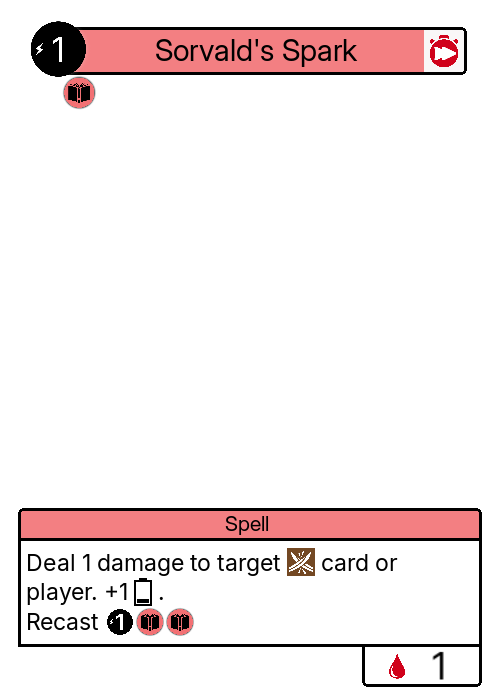 1 Sorvald's Spark
Spell
Deal 1 damage to target card or
player. +1 .
Recast 1
1